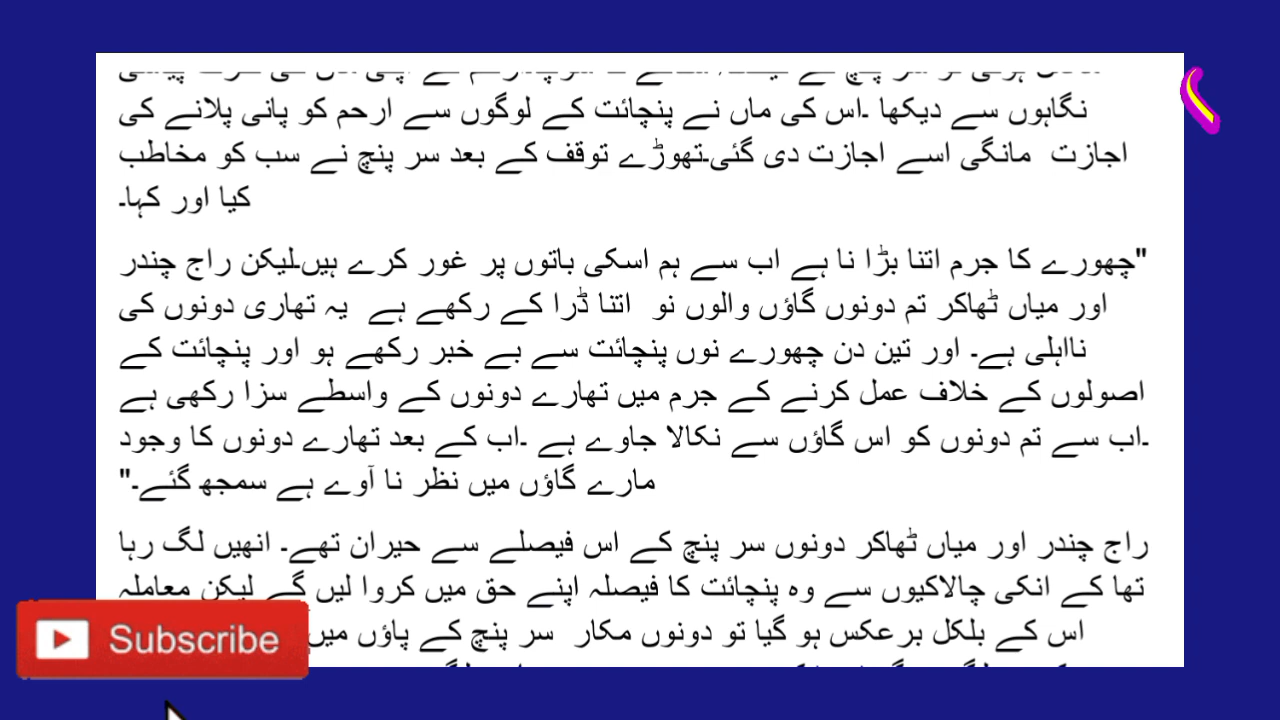 نگاہوں سے دیکھا ۔اس کی ماں نے پنچائت کے لوگوں سے ارحم کو پانی پلانے کی
اجازت مانگی اسے اجازت دی گئی۔تھوڑے توقف کے بعد سر پنچ نے سب کو مخاطب
کیا اور کہا۔
"چھورے کا جرم اتنا بڑا نا ہے اب سے ہم اسکی باتوں پر غور کرے ہیں۔لیکن راج چندر
اور میاں ٹھاکر تم دونوں گاؤں والوں نو اتنا ڈرا کے رکھے ہے یہ تھاری دونوں کی
نااہلی ہے۔ اور تین دن چھورے نوں پنچائت سے بے خبر رکھے ہو اور پنچائت کے
اصولوں کے خلاف عمل کرنے کے جرم میں تھارے دونوں کے واسطے سزا رکھی ہے
۔اب سے تم دونوں کو اس گاؤں سے نکالا جاوے ہے ۔اب کے بعد تھارے دونوں کا وجود
مارے گاؤں میں نظر نا آوے ہے سمجھ گئے۔"
راج چندر اور میاں ٹھاکر دونوں سر پنچ کے اس فیصلے سے حیران تھے۔ انھیں لگ رہا
تھا کے انکی چالاکیوں سے وہ پنچائت کا فیصلہ اپنے حق میں کروا لیں گے لیکن معاملہ
اس کے بلکل برعکس ہو گیا تو دونوں مکار سر پنچ کے پاؤں میں
Subscribe